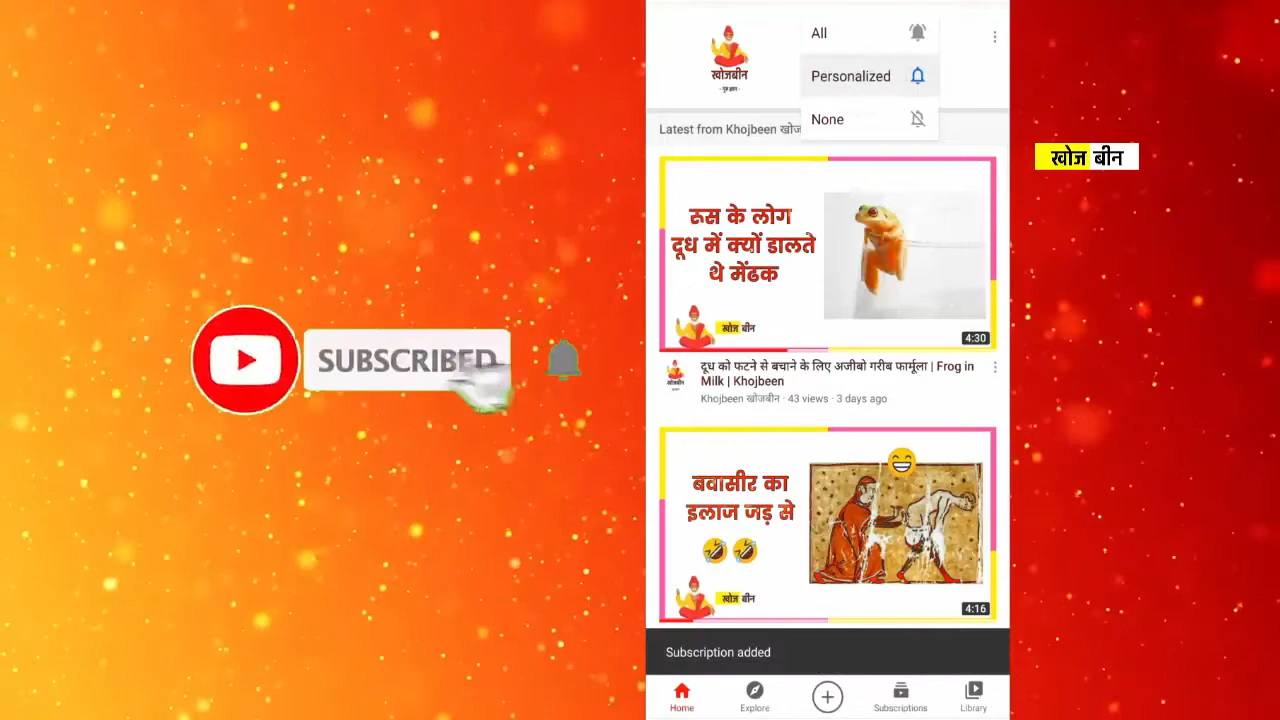 SUBSCRIBED
खोजबीन
All
Personalized
None
Latest from Khojbeen खोज
रूस के लोग
दूध में क्यों डालते
थे मेंढक
खोज बीन
4:30
खोजबीन
दूध को फटने से बचाने के लिए अजीबो गरीब फार्मूला | Frog in
Milk | Khojbeen
Khojbeen खोजबीन · 43 views · 3 days ago
बवासीर का
इलाज जड़ से
खोज बीन
4:16
Subscription added
Home
Explore
Subscriptions
Library
खोज बीन